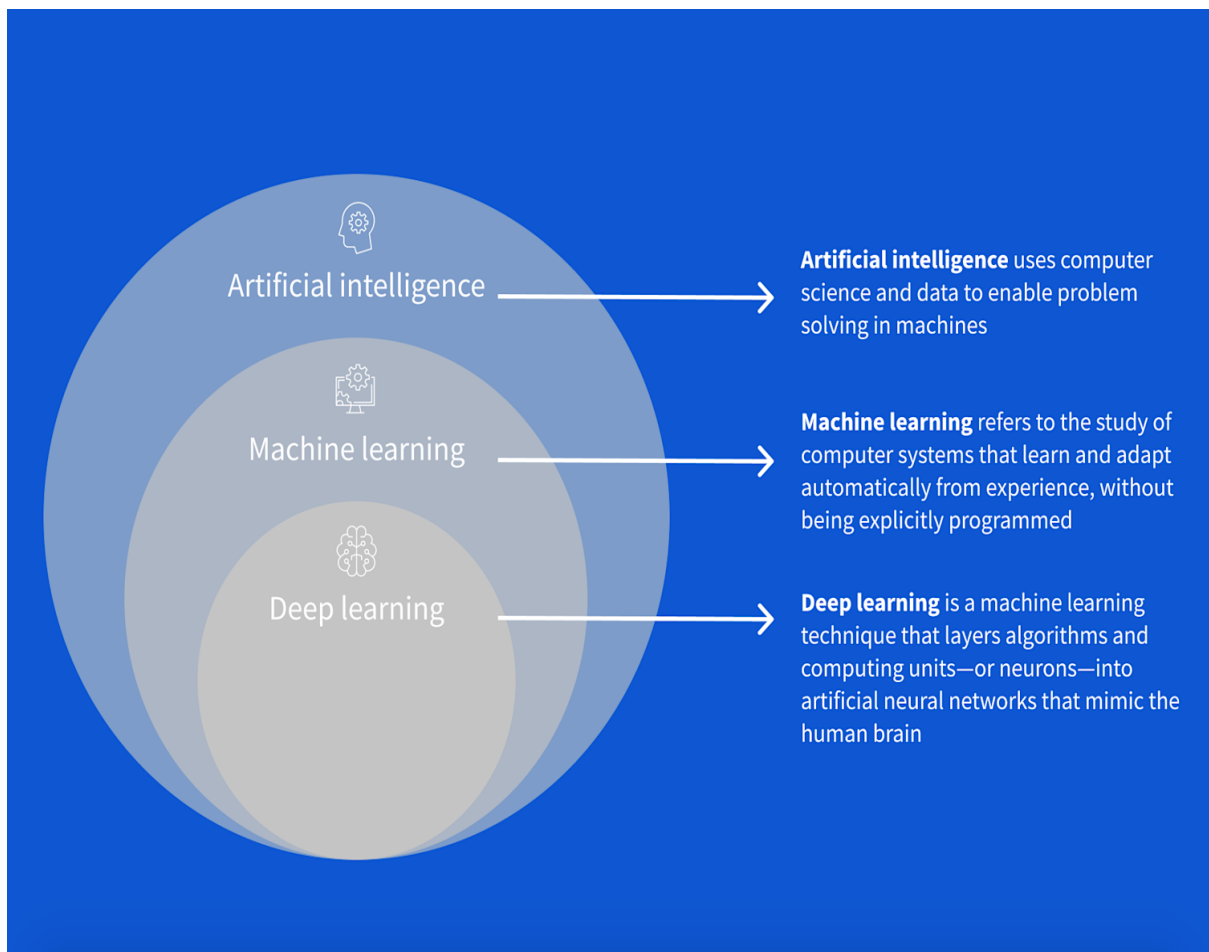 Artificial intelligence
Artificial intelligence uses computer
science and data to enable problem
solving in machines
Machine learning
Machine learning refers to the study of
computer systems that learn and adapt
automatically from experience, without
being explicitly programmed
Deep learning
Deep learning is a machine learning
technique that layers algorithms and
computing units—or neurons—into
artificial neural networks that mimic the
human brain